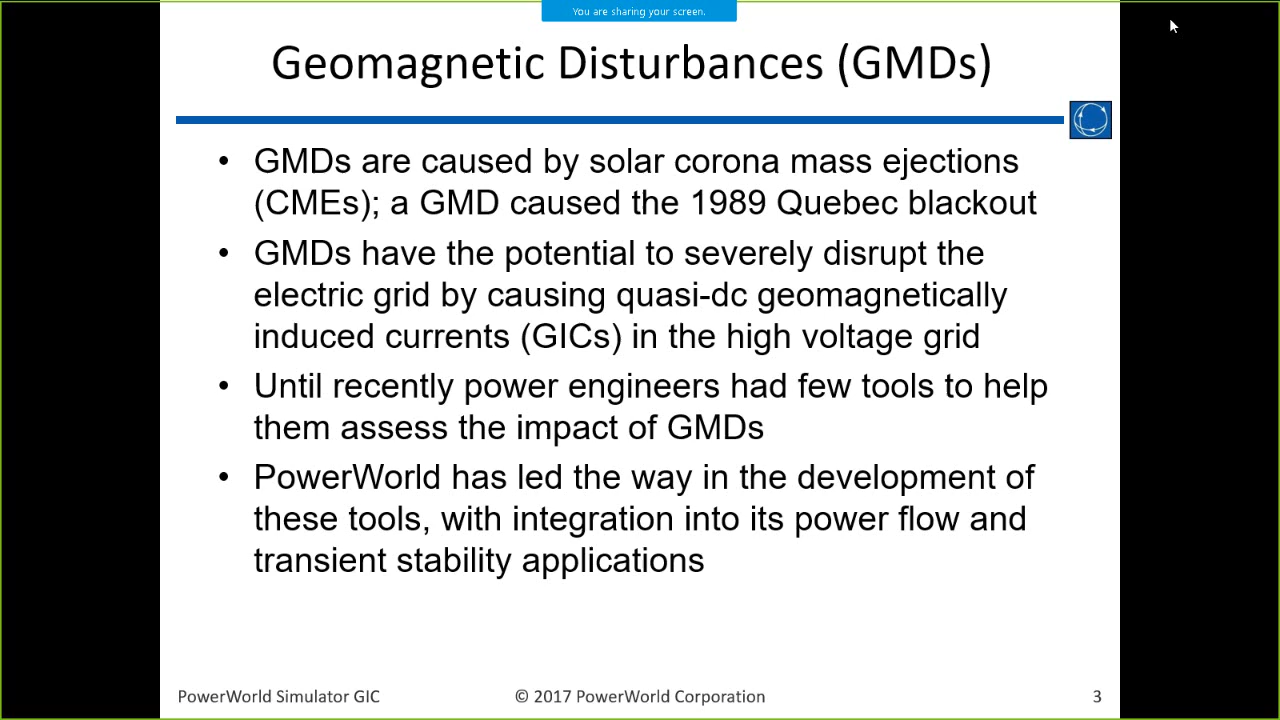 You are sharing your screen.
Geomagnetic Disturbances (GMDs)
• GMDs are caused by solar corona mass ejections
(CMEs); a GMD caused the 1989 Quebec blackout
• GMDs have the potential to severely disrupt the
electric grid by causing quasi-dc geomagnetically
induced currents (GICs) in the high voltage grid
• Until recently power engineers had few tools to help
them assess the impact of GMDs
• PowerWorld has led the way in the development of
these tools, with integration into its power flow and
transient stability applications
PowerWorld Simulator GIC
© 2017 PowerWorld Corporation
3